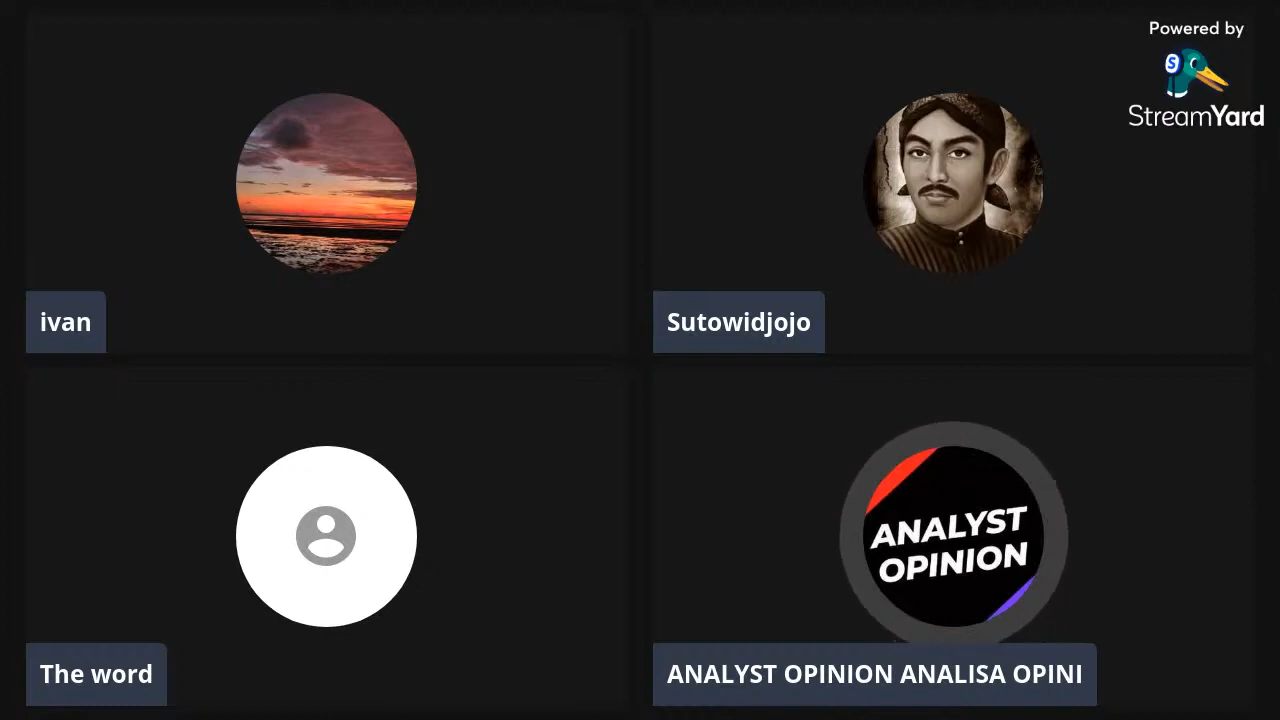 Powered by
S
StreamYard
ivan
Sutowidjojo
ANALYST
OPINION
The word
ANALYST OPINION ANALISA OPINI